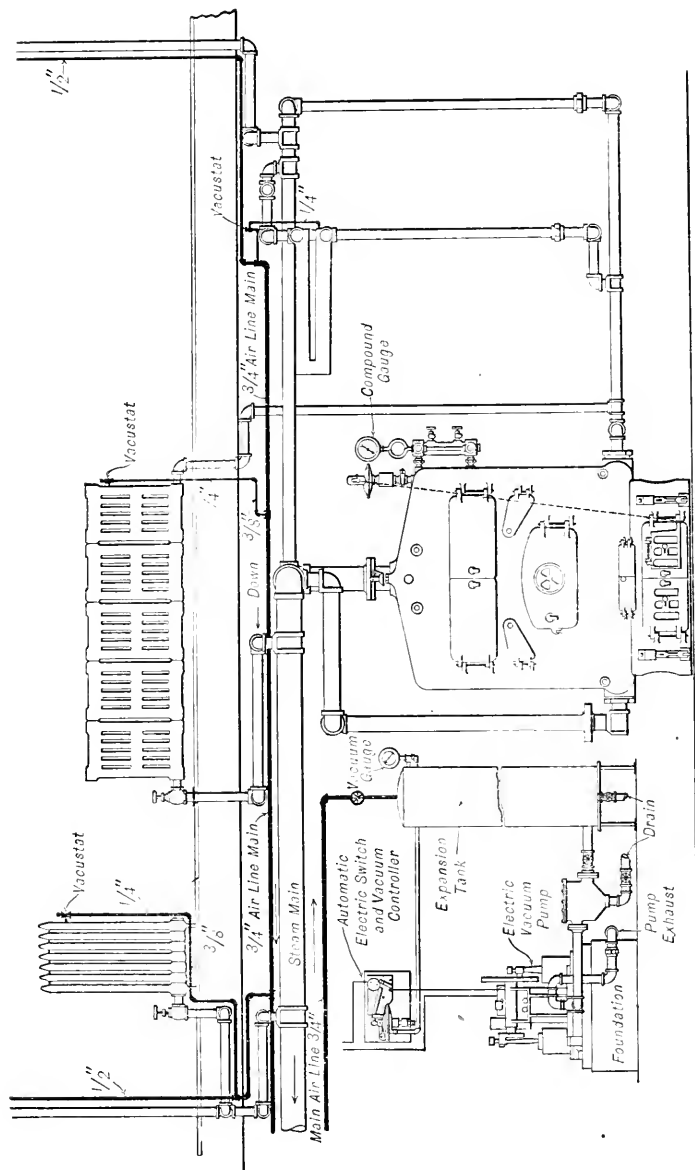 1/2"
Vacustat
1/4"
3/4" Air Line Main
Compound
Gauge
Vacustat
1/4"
3/8"
Down
Vacuum
Gauge
Vacustat
1/4"
3/8"
3/4" Air Line Main
Steam Main
Main Air Line 3/4"
Automatic
Electric Switch
and Vacuum
Controller
Expansion
Tank
Drain
Electric
Vacuum
Pump
Pump
Exhaust
Foundation
1/2"